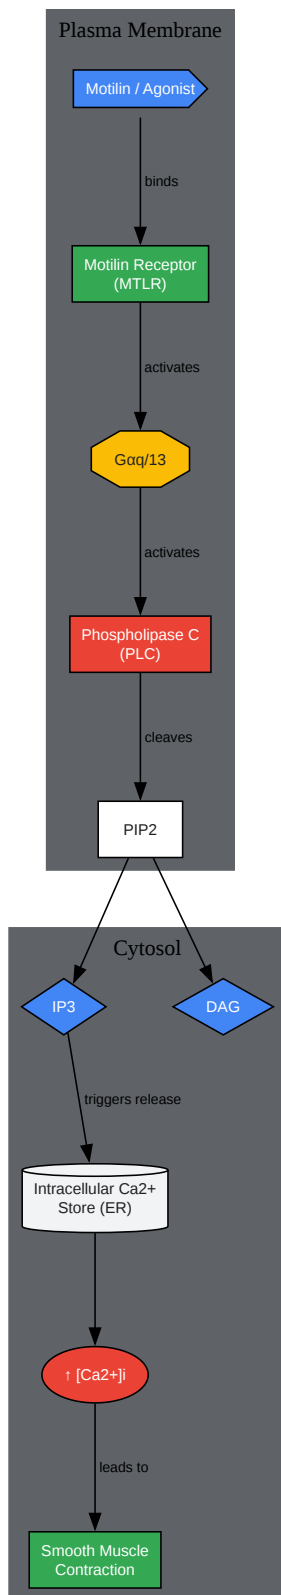 Plasma Membrane
Motilin / Agonist
binds
Motilin Receptor
(MTLR)
activates
Gαq/13
activates
Phospholipase C
(PLC)
cleaves
PIP2
Cytosol
IP3
DAG
triggers release
Intracellular Ca2+
Store (ER)
↑ [Ca2+]i
leads to
Smooth Muscle
Contraction